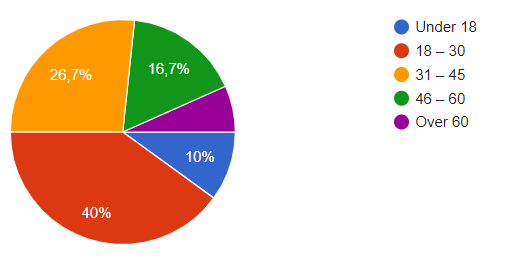 Under 18
18 – 30
31 – 45
46 – 60
Over 60
26,7%
16,7%
10%
40%